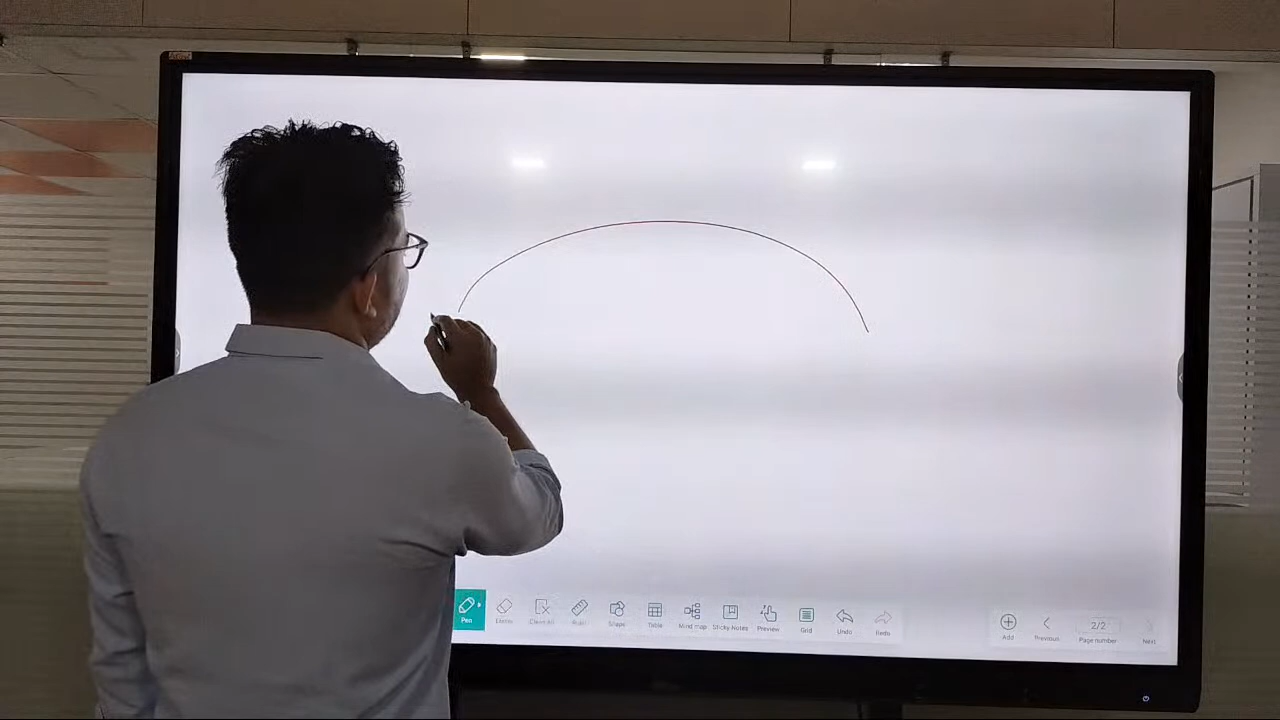 Pen Eraser Clear All Ruler Shape Table Mind map Sticky Notes Preview Grid Undo Redo
Add Previous 2/2 Page number Next